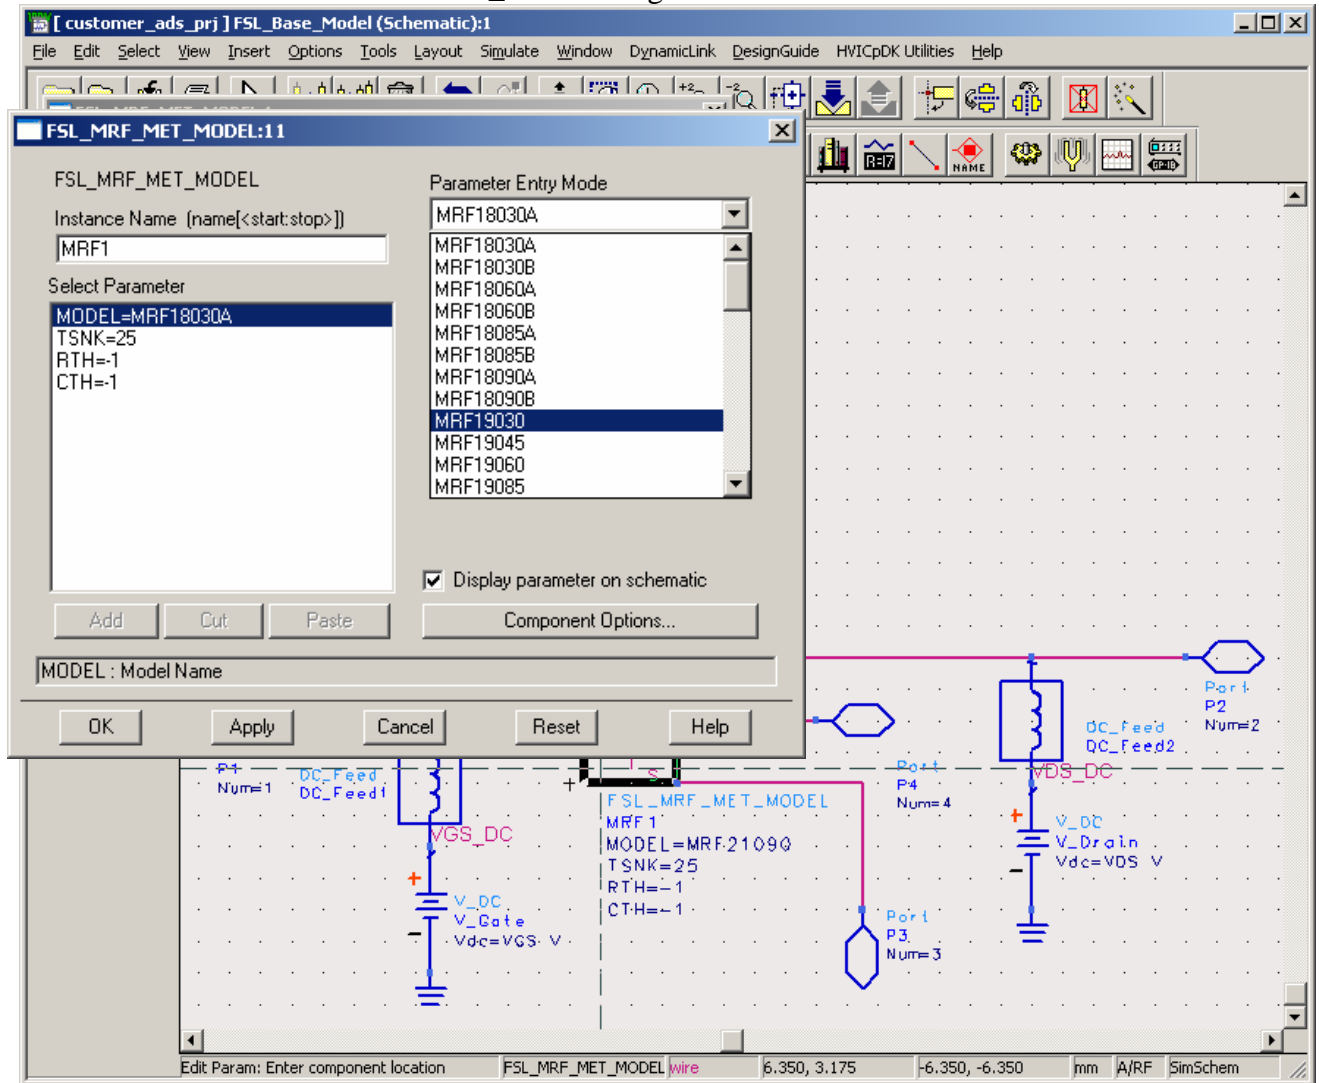 [ customer_ads_prj ] FSL_Base_Model (Schematic):1
File Edit Select View Insert Options Tools Layout Simulate Window DynamicLink DesignGuide HVICpDK Utilities Help
+2 -2
FSL_MRF_MET_MODEL:11
R=17
NAME
FSL_MRF_MET_MODEL
Parameter Entry Mode
Instance Name (name[<start:stop>])
MRF18030A
MRF1
Select Parameter
MODEL=MRF18030A
TSNK=25
RTH=-1
CTH=-1
MRF18030A
MRF18030B
MRF18060A
MRF18060B
MRF18085A
MRF18085B
MRF18090A
MRF18090B
MRF19030
MRF19045
MRF19060
MRF19085
Display parameter on schematic
Add Cut Paste
Component Options...
MODEL : Model Name
OK Apply Cancel Reset Help
Port
P2
Num=2
DC_Feed
DC_Feed2
VDS_DC
Port
P4
Num=4
Num=1
DC_Feed
DC_Feed1
VGS_DC
S
FSL_MRF_MET_MODEL
MRF1
MODEL=MRF21090
TSNK=25
RTH=-1
CTH=-1
V_DC
V_Drain
Vdc=VDS V
V_DC
V_Gate
Vdc=VGS V
Port
P3
Num=3
Edit Param: Enter component location FSL_MRF_MET_MODEL wire 6.350, 3.175 -6.350, -6.350 mm A/RF SimSchem